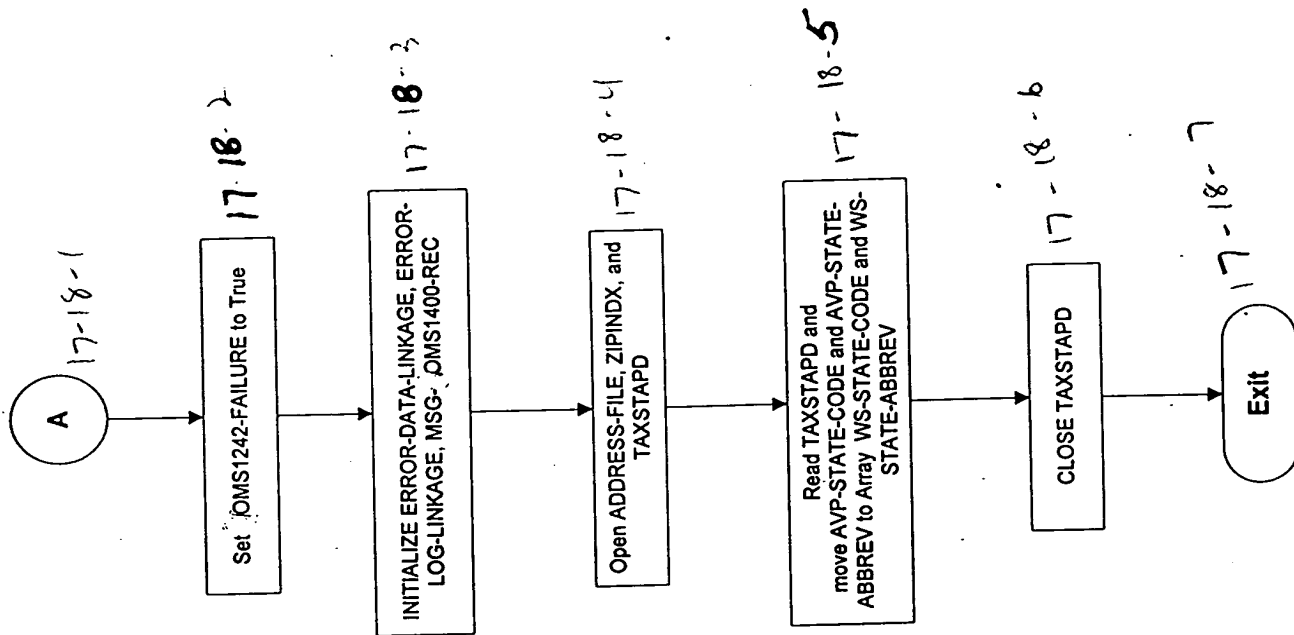 A
17-18-1
Set OMS1242-FAILURE to True
17-18-2
INITIALIZE ERROR-DATA-LINKAGE, ERROR-
LOG-LINKAGE, MSG-OMS1400-REC
17-18-3
Open ADDRESS-FILE, ZIPINDX, and
TAXSTAPD
17-18-4
Read TAXSTAPD and
move AVP-STATE-CODE and AVP-STATE-
ABBREV to Array WS-STATE-CODE and WS-
STATE-ABBREV
17-18-5
CLOSE TAXSTAPD
17-18-6
Exit
17-18-7